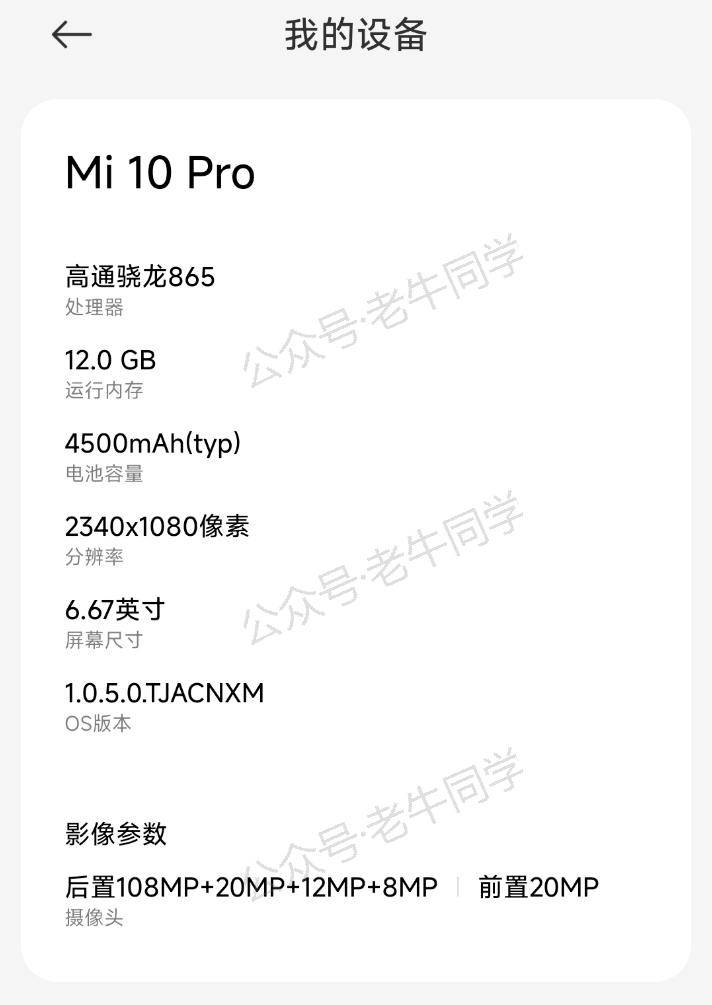 我的设备
Mi 10 Pro
高通骁龙865
处理器
12.0 GB
运行内存
4500mAh(typ)
电池容量
2340x1080像素
分辨率
6.67英寸
屏幕尺寸
1.0.5.0.TJACNXM
OS版本
影像参数
后置108MP+20MP+12MP+8MP 前置20MP
摄像头
公众号·老牛同学
公众号·老牛同学
公众号·老牛同学